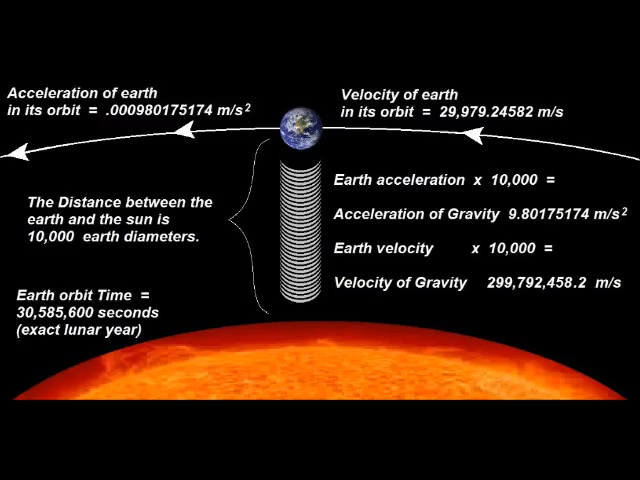 Acceleration of earth
in its orbit = .000980175174 m/s²
Velocity of earth
in its orbit = 29,979.24582 m/s
The Distance between the
earth and the sun is
10,000 earth diameters.
Earth acceleration x 10,000 =
Acceleration of Gravity 9.80175174 m/s²
Earth velocity x 10,000 =
Velocity of Gravity 299,792,458.2 m/s
Earth orbit Time =
30,585,600 seconds
(exact lunar year)